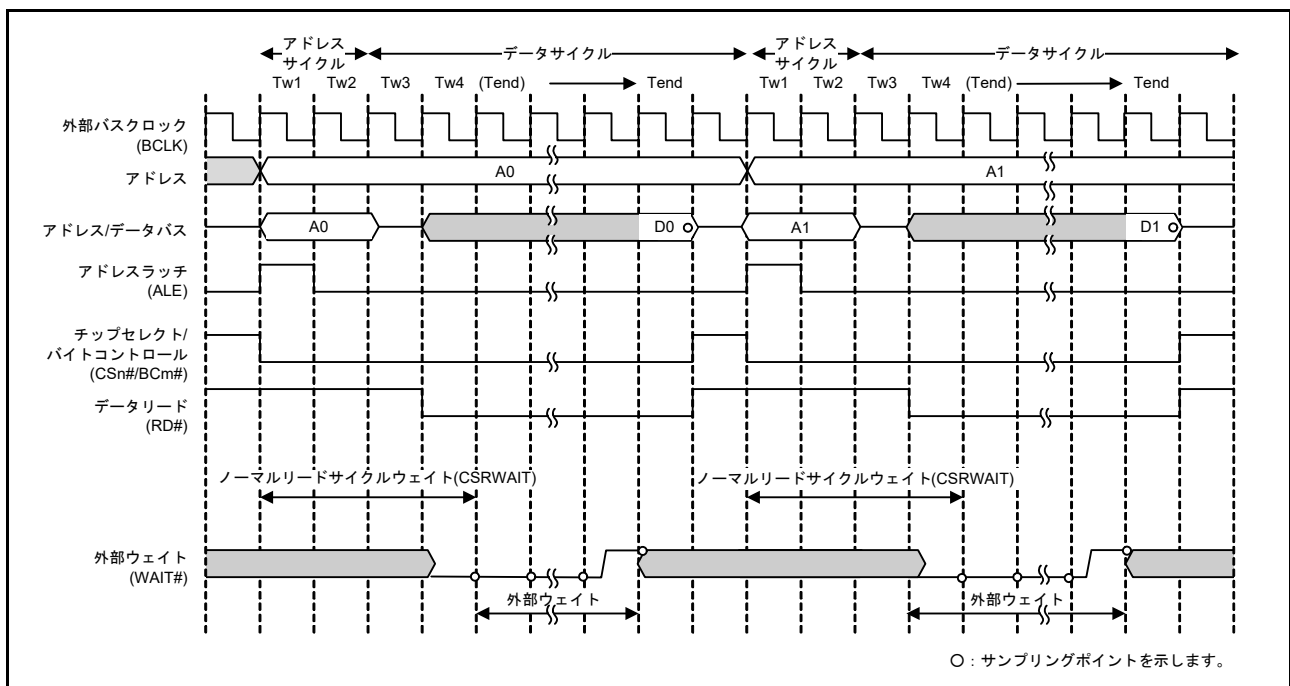 アドレス
サイクル
データサイクル
アドレス
サイクル
データサイクル
Tw1 Tw2 Tw3 Tw4 (Tend) Tend Tw1 Tw2 Tw3 Tw4 (Tend) Tend
外部バスクロック
(BCLK)
アドレス
A0 A1
アドレス/データバス
A0 D0 A1 D1
アドレスラッチ
(ALE)
チップセレクト/
バイトコントロール
(CSn#/BCm#)
データリード
(RD#)
ノーマルリードサイクルウェイト(CSRWAIT) ノーマルリードサイクルウェイト(CSRWAIT)
外部ウェイト
(WAIT#)
外部ウェイト 外部ウェイト
○:サンプリングポイントを示します。